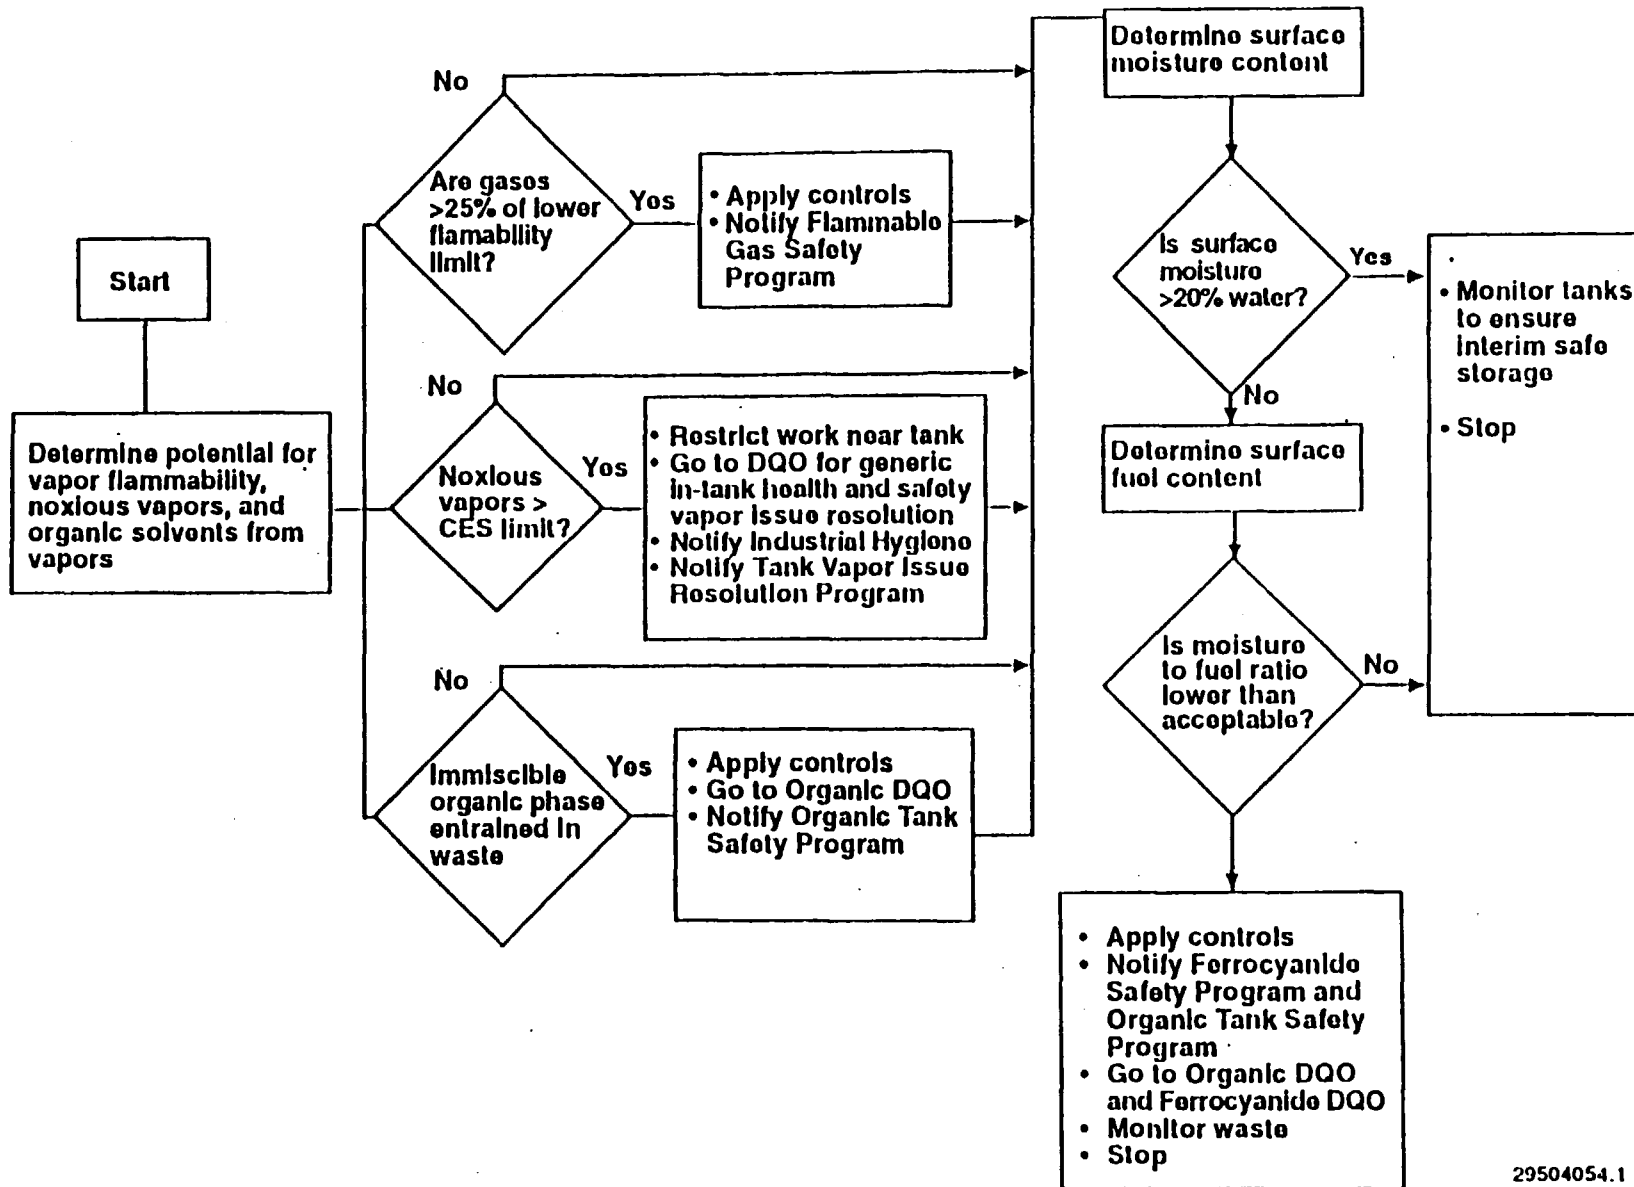 Start
Determine potential for
vapor flammability,
noxious vapors, and
organic solvents from
vapors
No
Are gases
>25% of lower
flamability
limit?
Yes
• Apply controls
• Notify Flammable
Gas Safety
Program
No
Noxious
vapors >
CES limit?
Yes
• Restrict work near tank
• Go to DQO for generic
in-tank health and safety
vapor issue resolution
• Notify Industrial Hygiene
• Notify Tank Vapor Issue
Resolution Program
No
Immiscible
organic phase
entrained in
waste
Yes
• Apply controls
• Go to Organic DQO
• Notify Organic Tank
Safety Program
Determine surface
moisture content
Is surface
moisture
>20% water?
Yes
• Monitor tanks
to ensure
interim safe
storage
• Stop
No
Determine surface
fuel content
Is moisture
to fuel ratio
lower than
acceptable?
No
• Apply controls
• Notify Ferrocyanide
Safety Program and
Organic Tank Safety
Program
• Go to Organic DQO
and Ferrocyanide DQO
• Monitor waste
• Stop
29504054.1